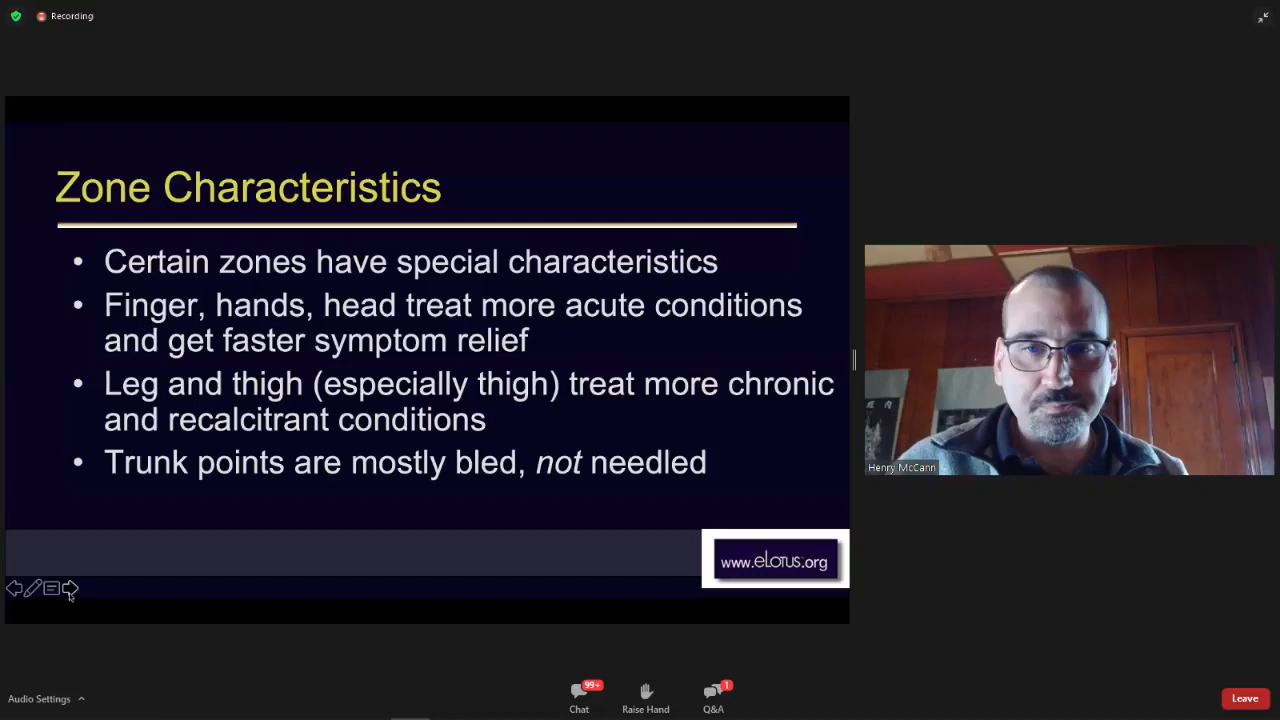 Recording
Zone Characteristics
• Certain zones have special characteristics
• Finger, hands, head treat more acute conditions
and get faster symptom relief
• Leg and thigh (especially thigh) treat more chronic
and recalcitrant conditions
• Trunk points are mostly bled, not needled
www.eLotus.org
Henry McCann
Audio Settings
99+
Chat
Raise Hand
1
Q&A
Leave